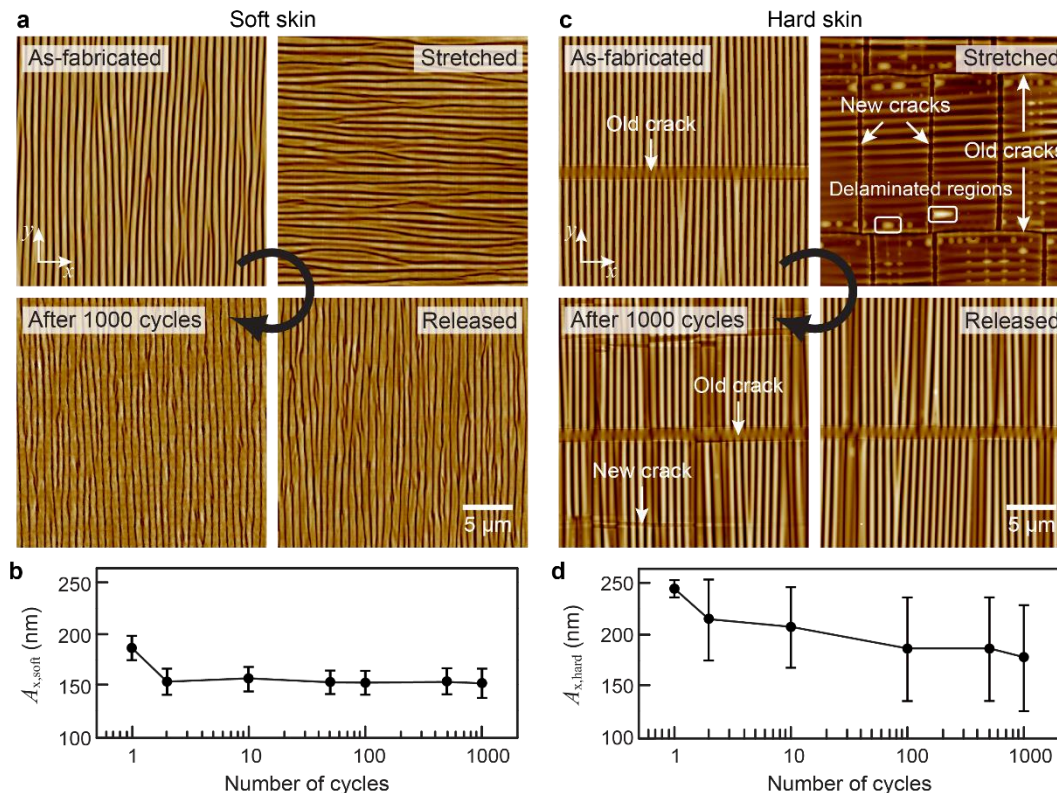 a
Soft skin
As-fabricated
Stretched
y
x
After 1000 cycles
Released
5 μm
b
250
200
150
100
A x,soft (nm)
1
10
100
1000
Number of cycles
c
Hard skin
As-fabricated
Old crack
Stretched
New cracks
Old cracks
Delaminated regions
After 1000 cycles
Old crack
New crack
Released
5 μm
d
250
200
150
100
A x,hard (nm)
1
10
100
1000
Number of cycles